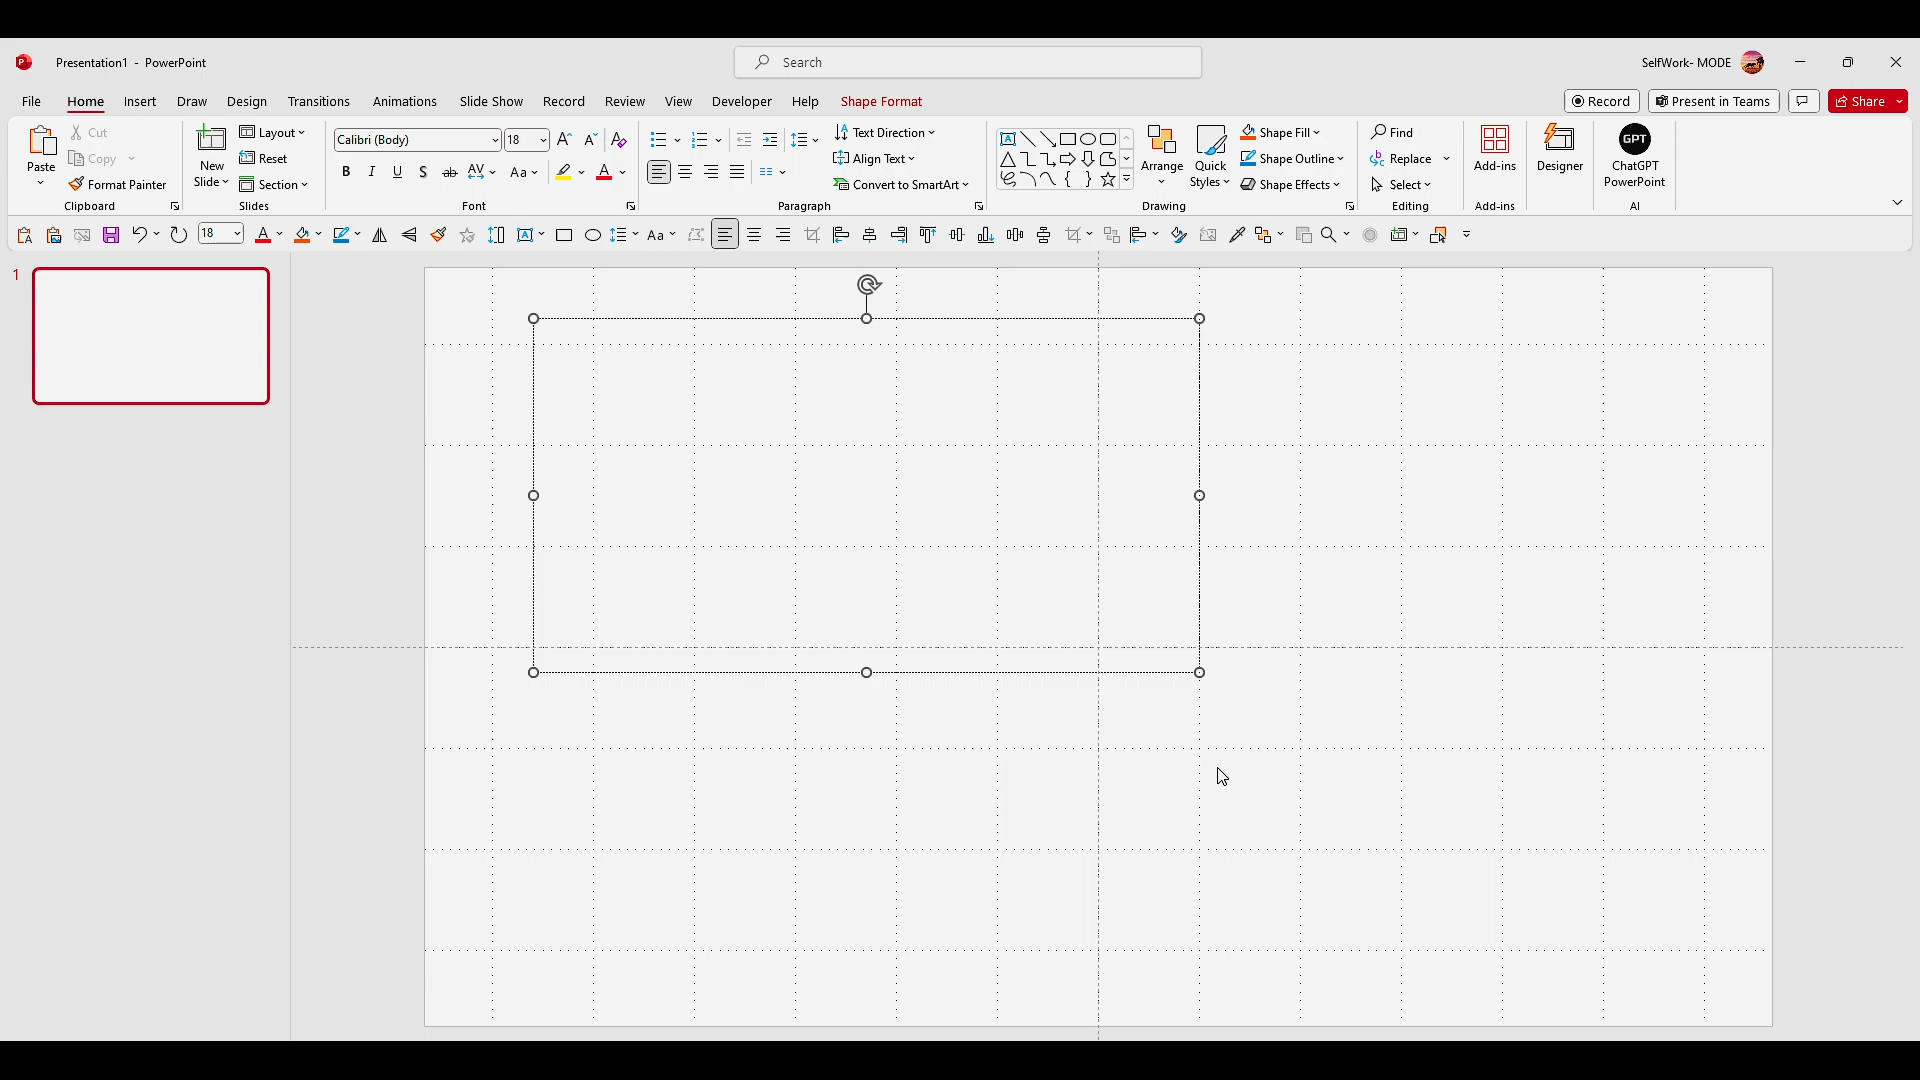 Presentation1 - PowerPoint
Search
SelfWork- MODE
File Home Insert Draw Design Transitions Animations Slide Show Record Review View Developer Help Shape Format
Record Present in Teams Share
Paste
Cut
Copy
Format Painter
Clipboard
New
Slide
Layout
Reset
Section
Slides
Calibri (Body) 18
Font
Text Direction
Align Text
Convert to SmartArt
Paragraph
Arrange
Quick
Styles
Shape Fill
Shape Outline
Shape Effects
Drawing
Find
Replace
Select
Editing
Add-ins
Add-ins
Designer
GPT
ChatGPT
PowerPoint
AI
18
1